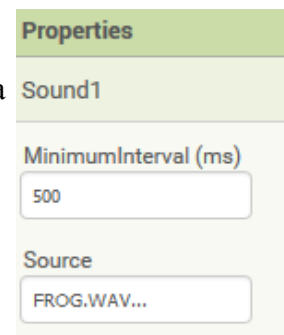 Properties
Sound1
MinimumInterval (ms)
500
Source
FROG.WAV...